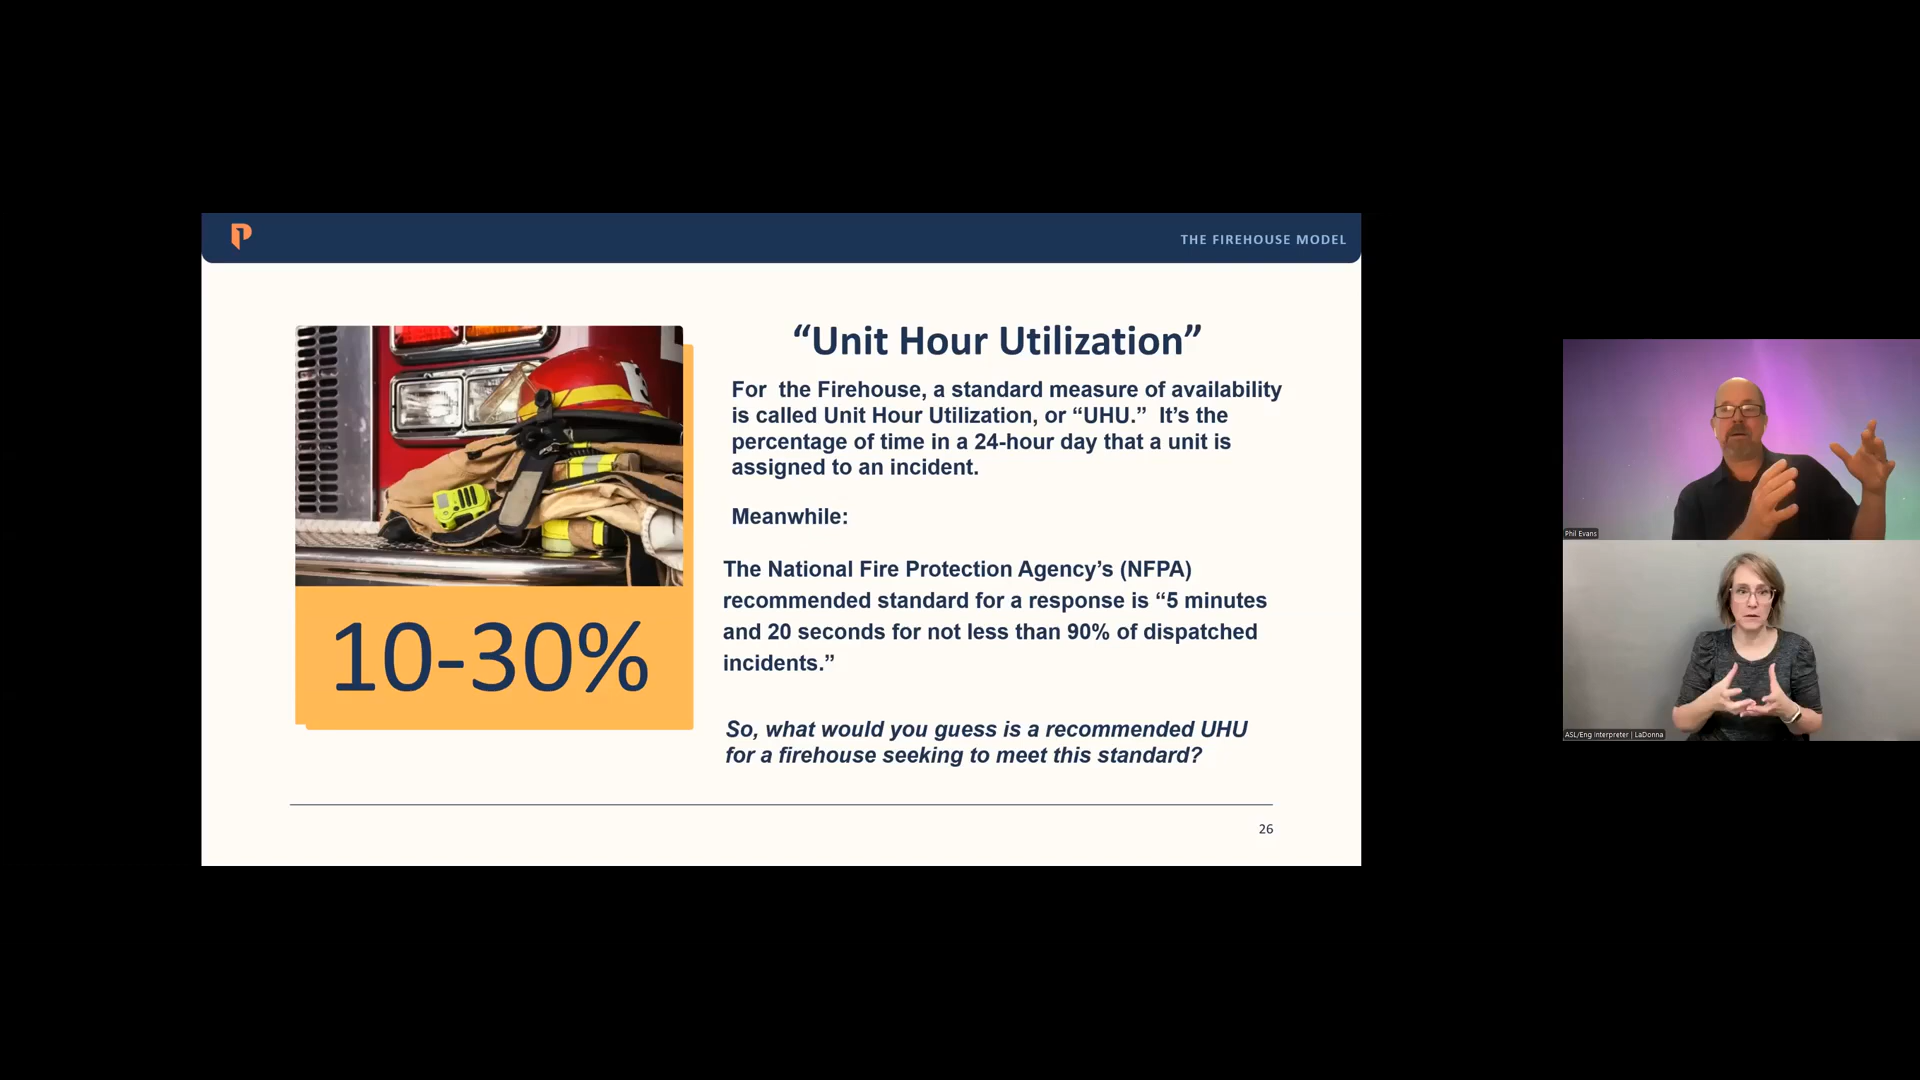 THE FIREHOUSE MODEL
“Unit Hour Utilization”
For  the Firehouse, a standard measure of availability
is called Unit Hour Utilization, or “UHU.”  It’s the
percentage of time in a 24-hour day that a unit is
assigned to an incident.
Meanwhile:
The National Fire Protection Agency’s (NFPA)
recommended standard for a response is “5 minutes
and 20 seconds for not less than 90% of dispatched
incidents.”
So, what would you guess is a recommended UHU
for a firehouse seeking to meet this standard?
10-30%
26
Phil Evans
ASL/Eng Interpreter | LaDonna